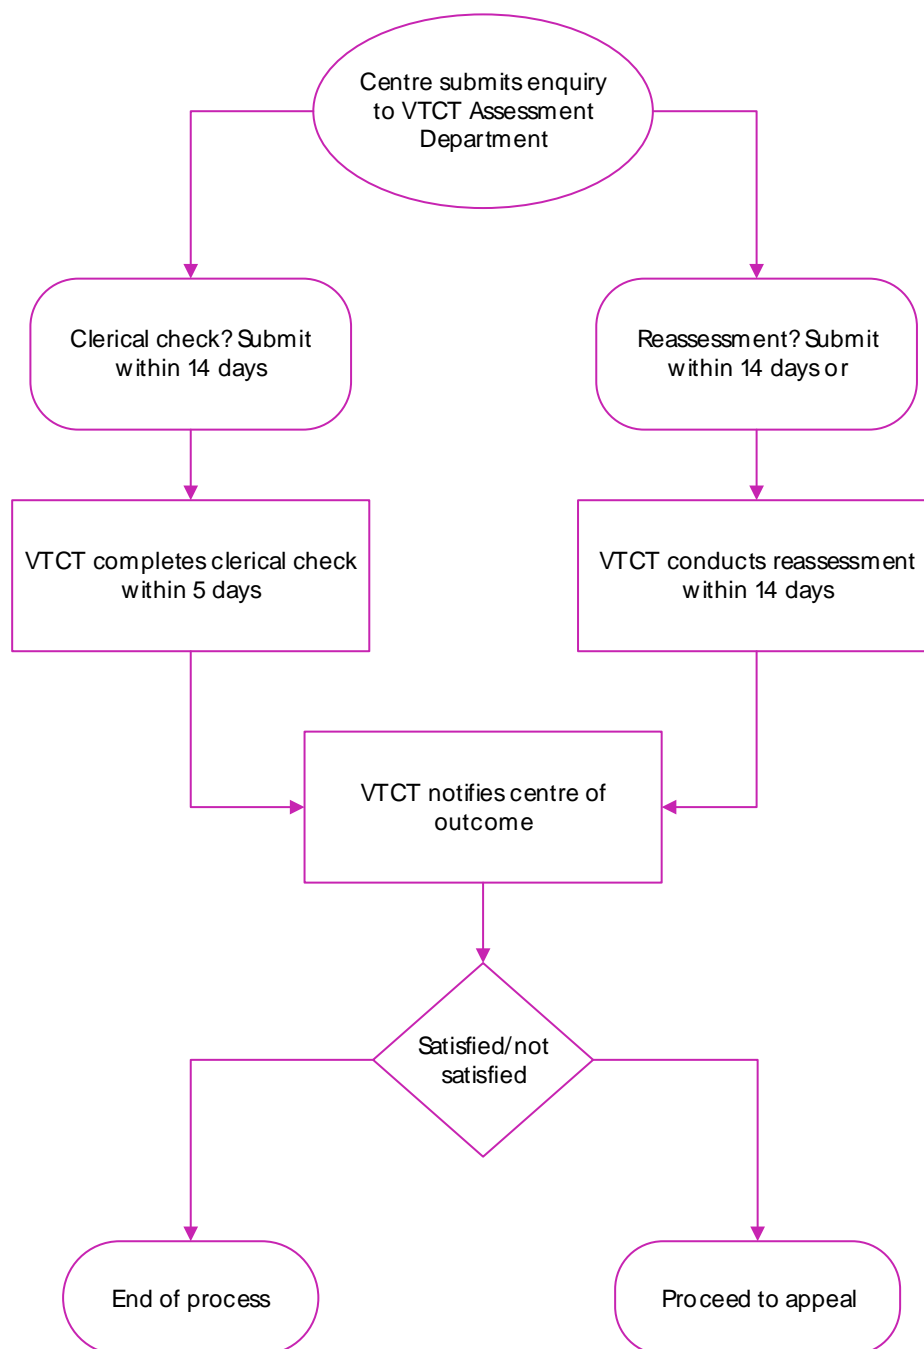 Centre submits enquiry
to VTCT Assessment
Department
Clerical check? Submit
within 14 days
Reassessment? Submit
within 14 days or
VTCT completes clerical check
within 5 days
VTCT conducts reassessment
within 14 days
VTCT notifies centre of
outcome
Satisfied/not
satisfied
End of process
Proceed to appeal